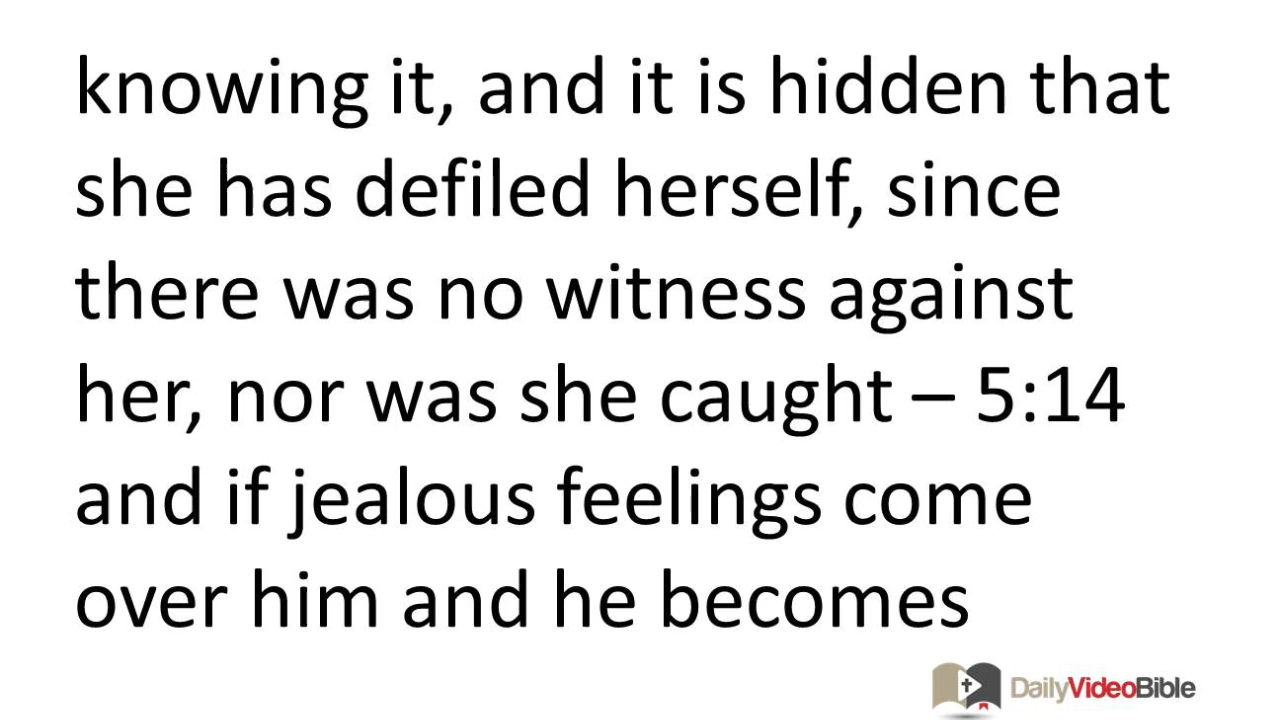 knowing it, and it is hidden that
she has defiled herself, since
there was no witness against
her, nor was she caught – 5:14
and if jealous feelings come
over him and he becomes
DailyVideoBible